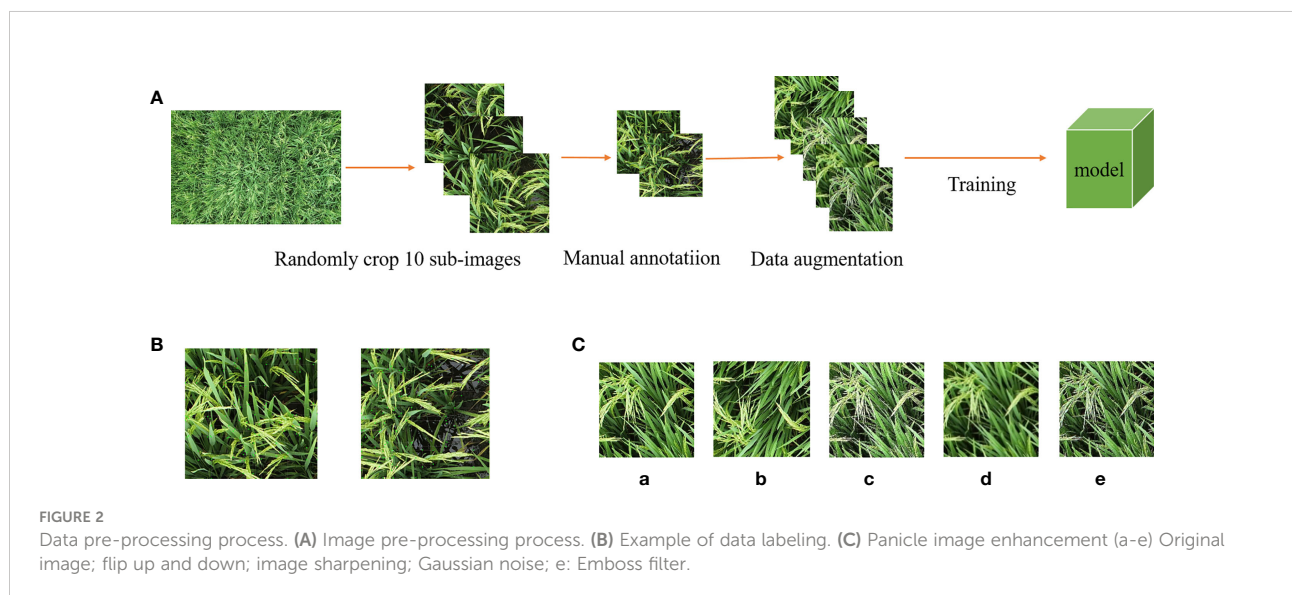 A
model
Training
Randomly crop 10 sub-images Manual annotatiion Data augmentation
B C
a b c d e
FIGURE 2
Data pre-processing process. (A) Image pre-processing process. (B) Example of data labeling. (C) Panicle image enhancement (a-e) Original
image; flip up and down; image sharpening; Gaussian noise; e: Emboss filter.